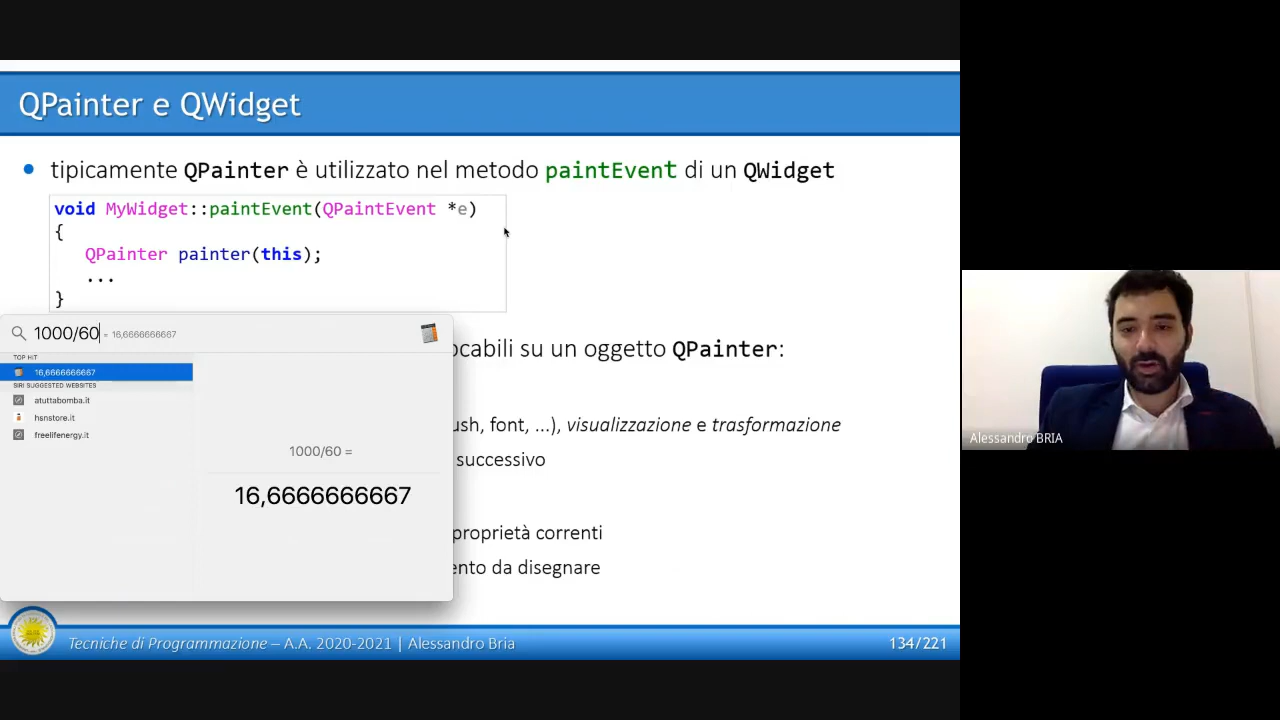 QPainter e QWidget
tipicamente QPainter è utilizzato nel metodo paintEvent di un QWidget
void MyWidget::paintEvent(QPaintEvent *e)
{
QPainter painter(this);
...
}
1000/60 = 16,6666666667
TOP HIT
16,6666666667
SIRI SUGGESTED WEBSITES
atuttabomba.it
hsnstore.it
freelifenergy.it
1000/60 =
16,6666666667
ocabili su un oggetto QPainter:
ush, font, ...), visualizzazione e trasformazione
successivo
proprietà correnti
ento da disegnare
Alessandro BRIA
Tecniche di Programmazione – A.A. 2020-2021 | Alessandro Bria
134/221